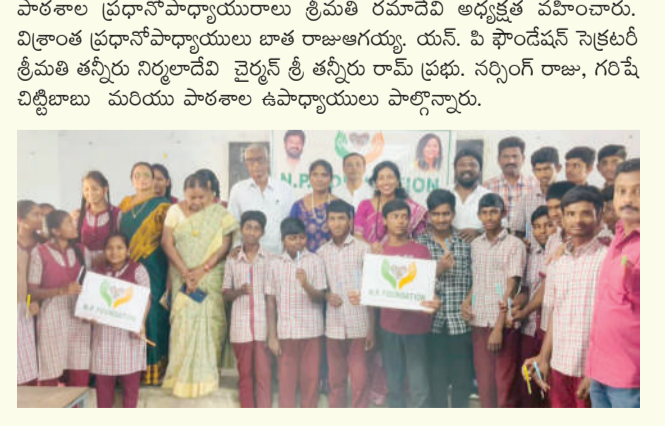 పాఠశాల ప్రధానోపాధ్యాయురాలు శ్రీమతి రమాదేవి అధ్యక్షత వహించారు.
విశ్రాంత ప్రధానోపాధ్యాయులు బాత రాజుఆగయ్య. యన్. పి ఫౌండేషన్ సెక్రటరీ
శ్రీమతి తన్నీరు నిర్మలాదేవి చైర్మన్ శ్రీ తన్నీరు రామ్ ప్రభు. నర్సింగ్ రాజు, గరిషే
చిట్టిబాబు మరియు పాఠశాల ఉపాధ్యాయులు పాల్గొన్నారు.
N.P. FOUNDATION
N.P. FOUNDATION
N.P. FOUNDATION